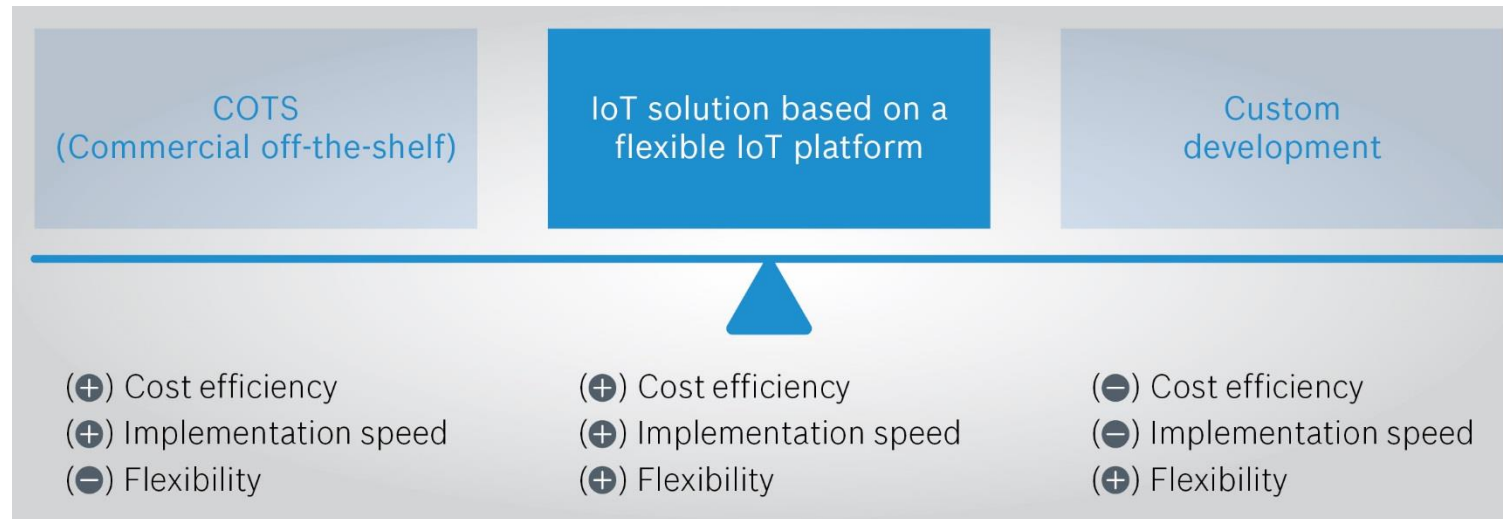 COTS
(Commercial off-the-shelf)
IoT solution based on a
flexible IoT platform
Custom
development
(+) Cost efficiency
(+) Implementation speed
(−) Flexibility
(+) Cost efficiency
(+) Implementation speed
(+) Flexibility
(−) Cost efficiency
(−) Implementation speed
(+) Flexibility